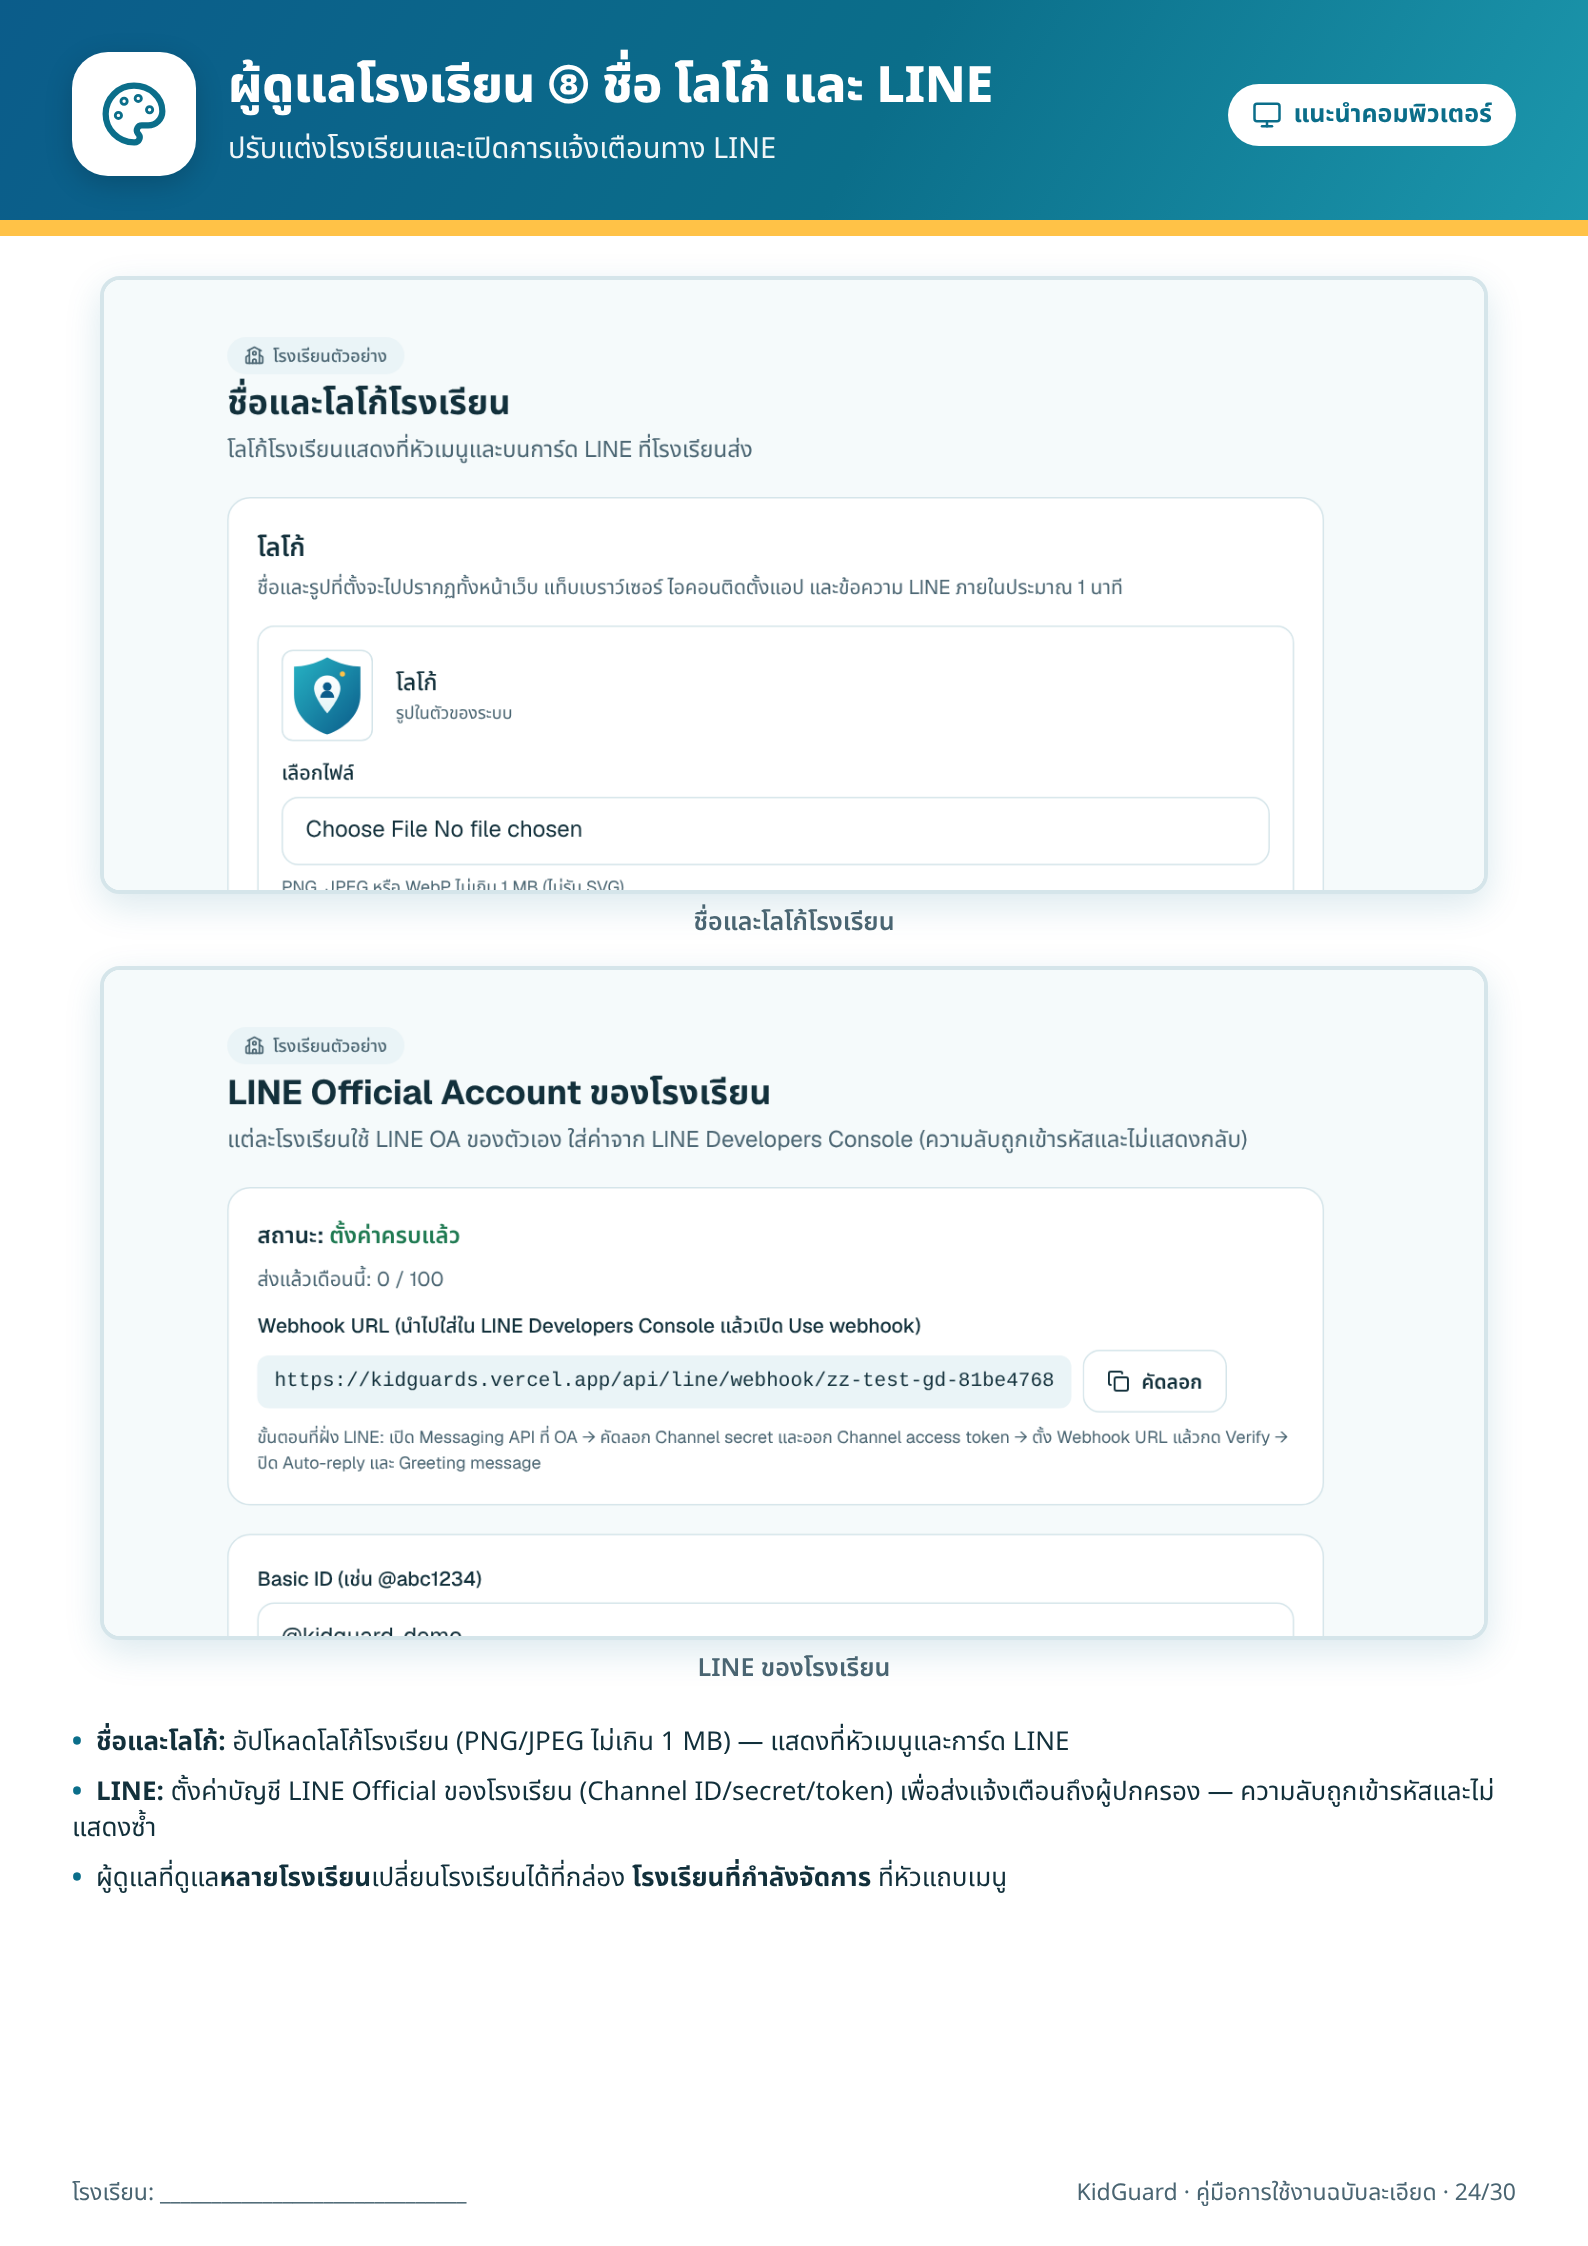 ผู้ดูแลโรงเรียน ⑧ ชื่อ โลโก้ และ LINE
ปรับแต่งโรงเรียนและเปิดการแจ้งเตือนทาง LINE
แนะนำคอมพิวเตอร์
โรงเรียนตัวอย่าง
ชื่อและโลโก้โรงเรียน
โลโก้โรงเรียนแสดงที่หัวเมนูและบนการ์ด LINE ที่โรงเรียนส่ง
โลโก้
ชื่อและรูปที่ตั้งจะไปปรากฏทั้งหน้าเว็บ แท็บเบราว์เซอร์ ไอคอนติดตั้งแอป และข้อความ LINE ภายในประมาณ 1 นาที
โลโก้
รูปในตัวของระบบ
เลือกไฟล์
Choose File No file chosen
PNG, JPEG หรือ WebP ไม่เกิน 1 MB (ไม่รับ SVG)
ชื่อและโลโก้โรงเรียน
โรงเรียนตัวอย่าง
LINE Official Account ของโรงเรียน
แต่ละโรงเรียนใช้ LINE OA ของตัวเอง ใส่ค่าจาก LINE Developers Console (ความลับถูกเข้ารหัสและไม่แสดงกลับ)
สถานะ: ตั้งค่าครบแล้ว
ส่งแล้วเดือนนี้: 0 / 100
Webhook URL (นำไปใส่ใน LINE Developers Console แล้วเปิด Use webhook)
https://kidguards.vercel.app/api/line/webhook/zz-test-gd-81be4768
คัดลอก
ขั้นตอนที่ฝั่ง LINE: เปิด Messaging API ที่ OA → คัดลอก Channel secret และออก Channel access token → ตั้ง Webhook URL แล้วกด Verify →
ปิด Auto-reply และ Greeting message
Basic ID (เช่น @abc1234)
@kidguard_demo
LINE ของโรงเรียน
• ชื่อและโลโก้: อัปโหลดโลโก้โรงเรียน (PNG/JPEG ไม่เกิน 1 MB) — แสดงที่หัวเมนูและการ์ด LINE
• LINE: ตั้งค่าบัญชี LINE Official ของโรงเรียน (Channel ID/secret/token) เพื่อส่งแจ้งเตือนถึงผู้ปกครอง — ความลับถูกเข้ารหัสและไม่
แสดงซ้ำ
• ผู้ดูแลที่ดูแลหลายโรงเรียนเปลี่ยนโรงเรียนได้ที่กล่อง โรงเรียนที่กำลังจัดการ ที่หัวแถบเมนู
โรงเรียน: ____________________
KidGuard · คู่มือการใช้งานฉบับละเอียด · 24/30